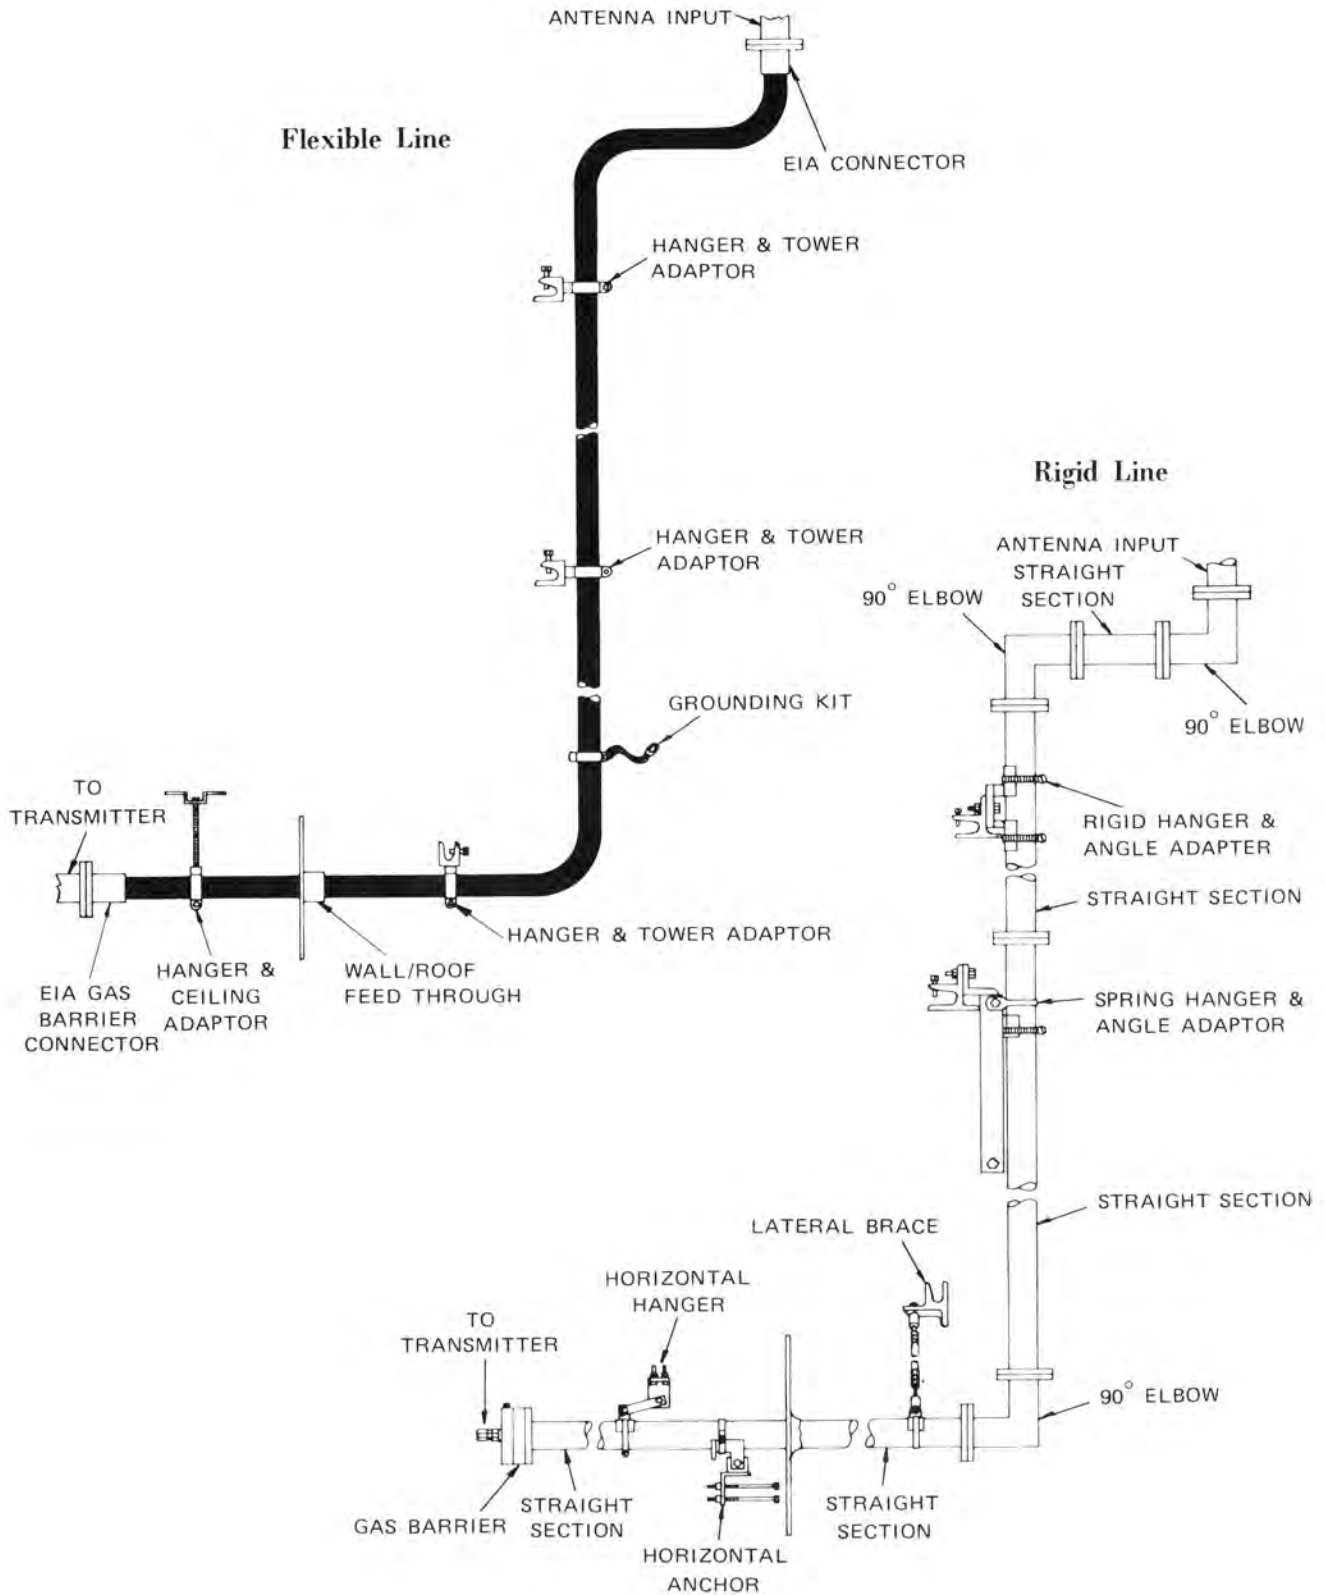 ANTENNA INPUT
Flexible Line
EIA CONNECTOR
HANGER & TOWER
ADAPTOR
HANGER & TOWER
ADAPTOR
GROUNDING KIT
TO
TRANSMITTER
HANGER & TOWER ADAPTOR
WALL/ROOF
FEED THROUGH
HANGER &
CEILING
ADAPTOR
EIA GAS
BARRIER
CONNECTOR
Rigid Line
ANTENNA INPUT
STRAIGHT
SECTION
90° ELBOW
90° ELBOW
RIGID HANGER &
ANGLE ADAPTER
STRAIGHT SECTION
SPRING HANGER &
ANGLE ADAPTOR
STRAIGHT SECTION
LATERAL BRACE
HORIZONTAL
HANGER
TO
TRANSMITTER
90° ELBOW
GAS BARRIER
STRAIGHT
SECTION
HORIZONTAL
ANCHOR
STRAIGHT
SECTION